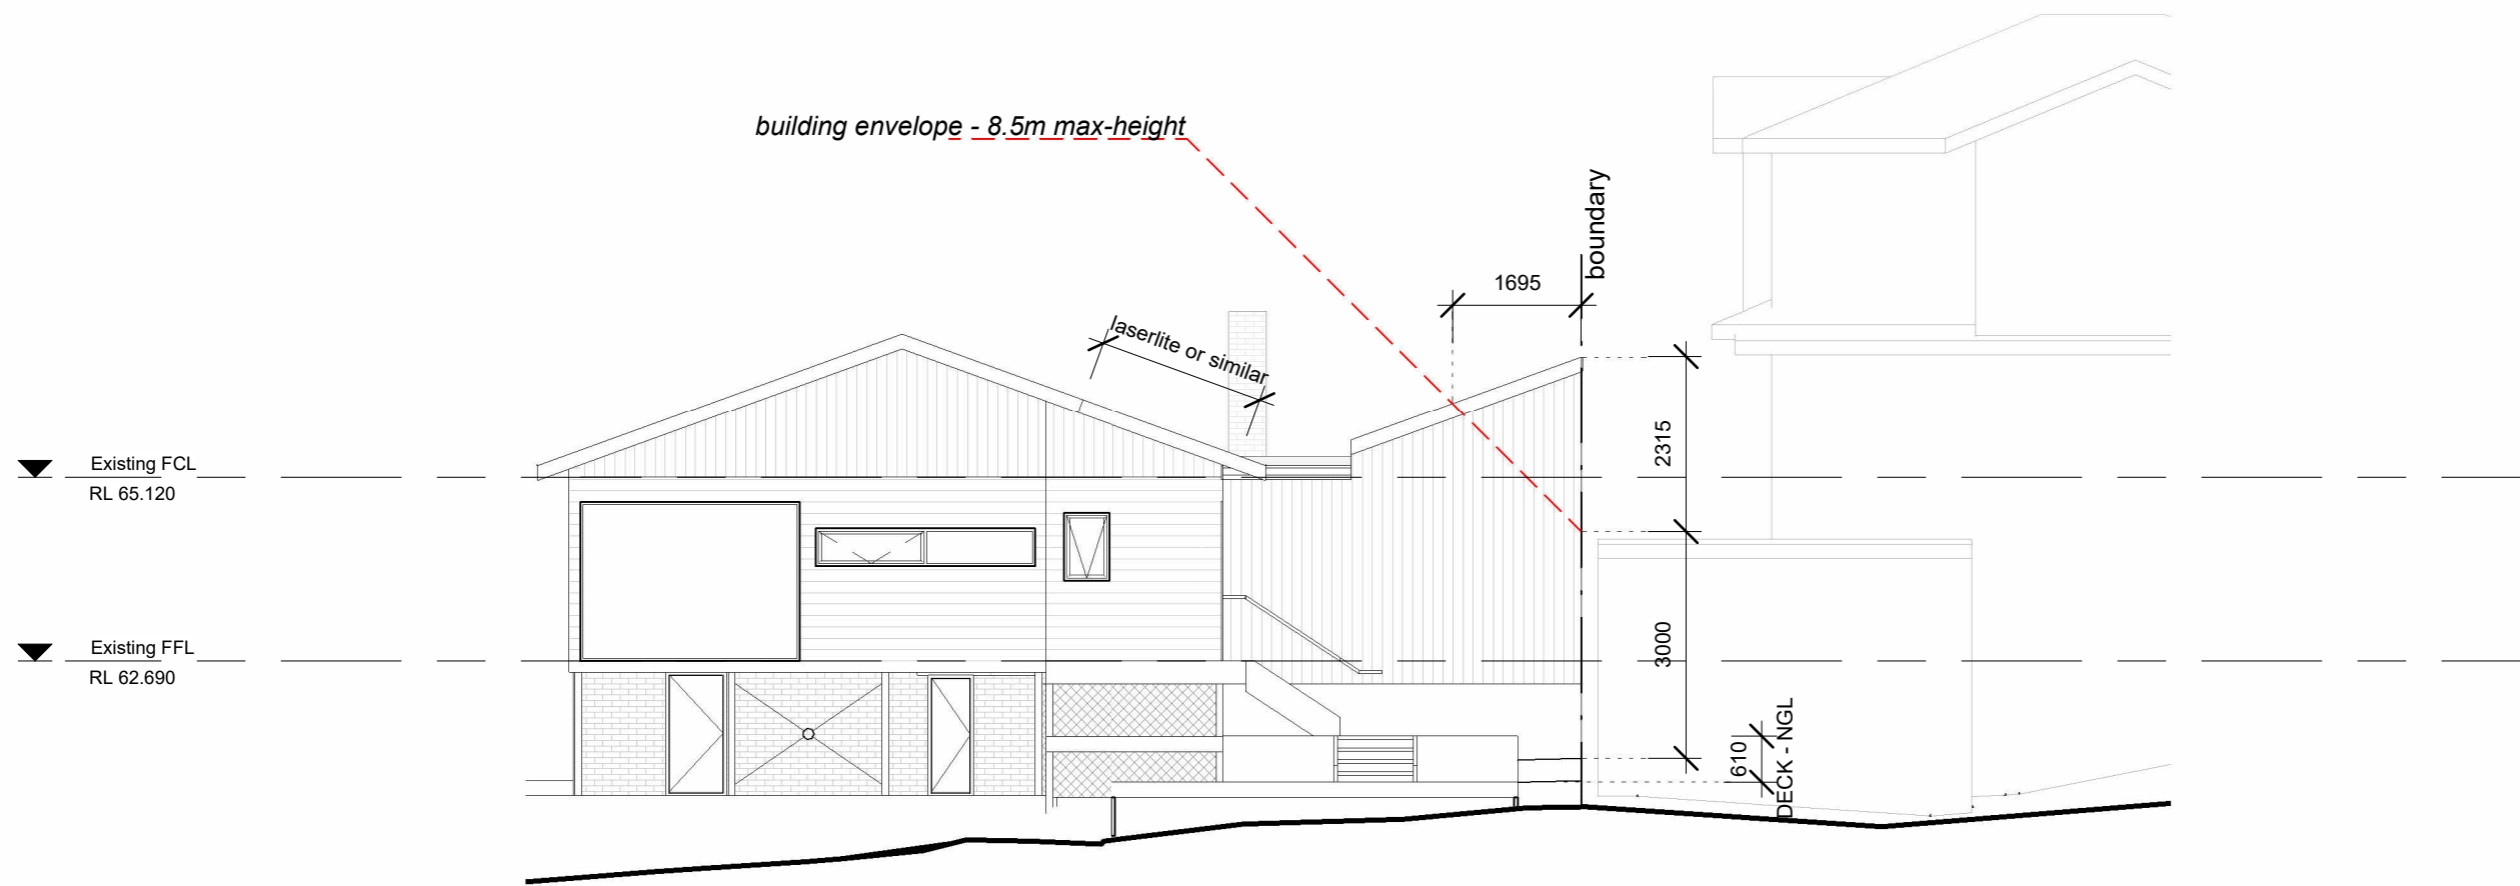 building envelope - 8.5m max-height
boundary
1695
laserlite or similar
2315
Existing FCL
RL 65.120
3000
Existing FFL
RL 62.690
610
DECK - NGL